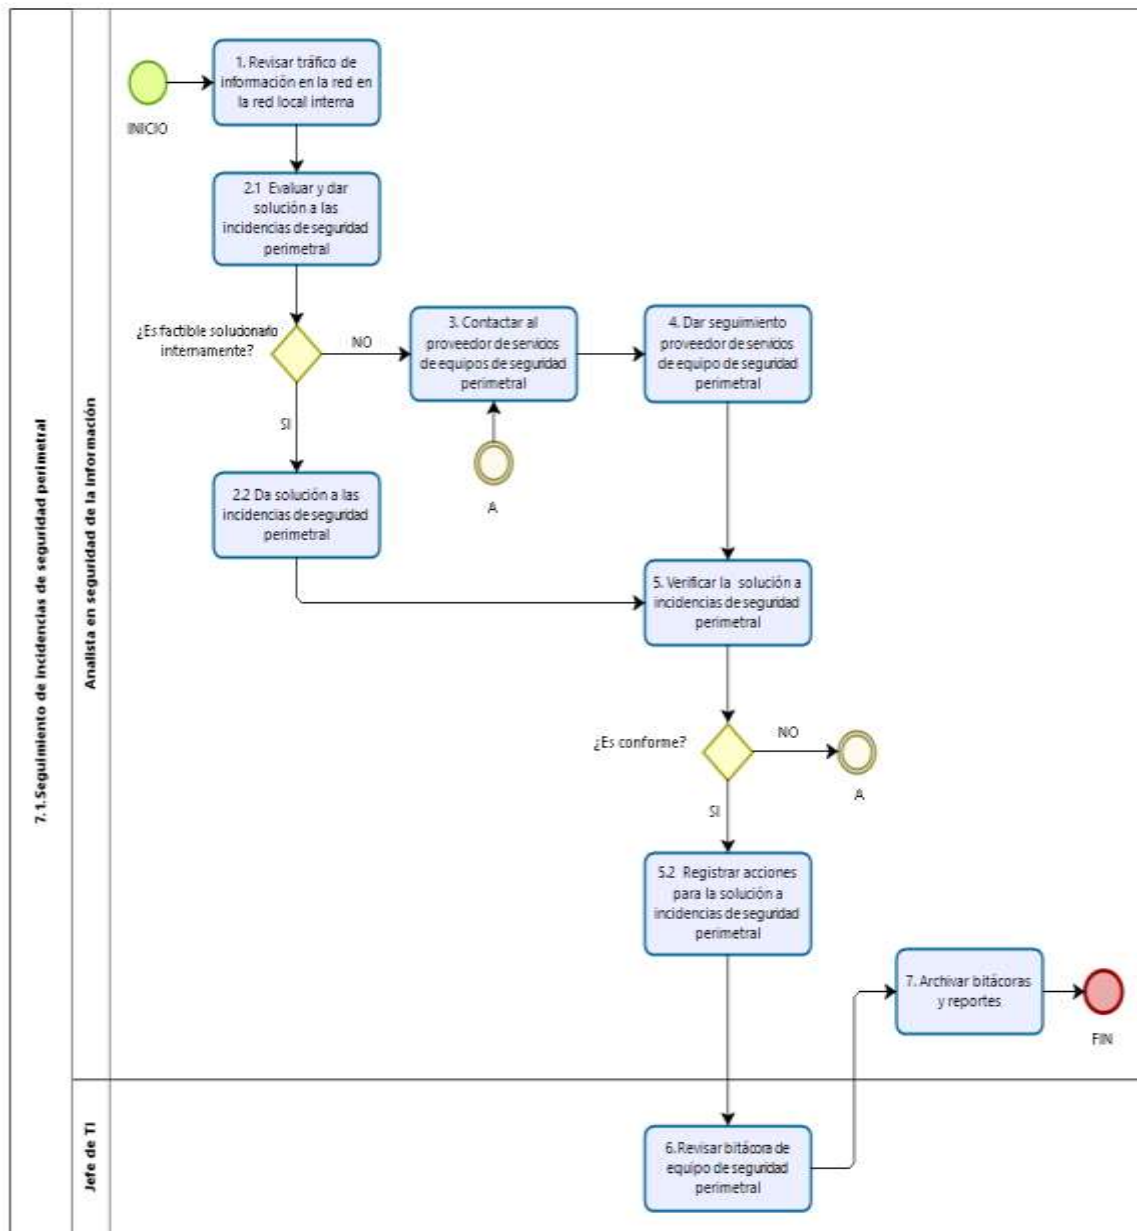 7.1.Seguimiento de incidencias de seguridad perimetral
Analista en seguridad de la información
INICIO
1. Revisar tráfico de
información en la red en
la red local interna
2.1 Evaluar y dar
solución a las
incidencias de seguridad
perimetral
¿Es factible solucionarlo
internamente?
NO
3. Contactar al
proveedor de servicios
de equipos de seguridad
perimetral
4. Dar seguimiento
proveedor de servicios
de equipo de seguridad
perimetral
SI
A
2.2 Da solución a las
incidencias de seguridad
perimetral
5. Verificar la solución a
incidencias de seguridad
perimetral
¿Es conforme?
NO
A
SI
5.2 Registrar acciones
para la solución a
incidencias de seguridad
perimetral
7. Archivar bitácoras
y reportes
FIN
Jefe de TI
6.Revisar bitácora de
equipo de seguridad
perimetral